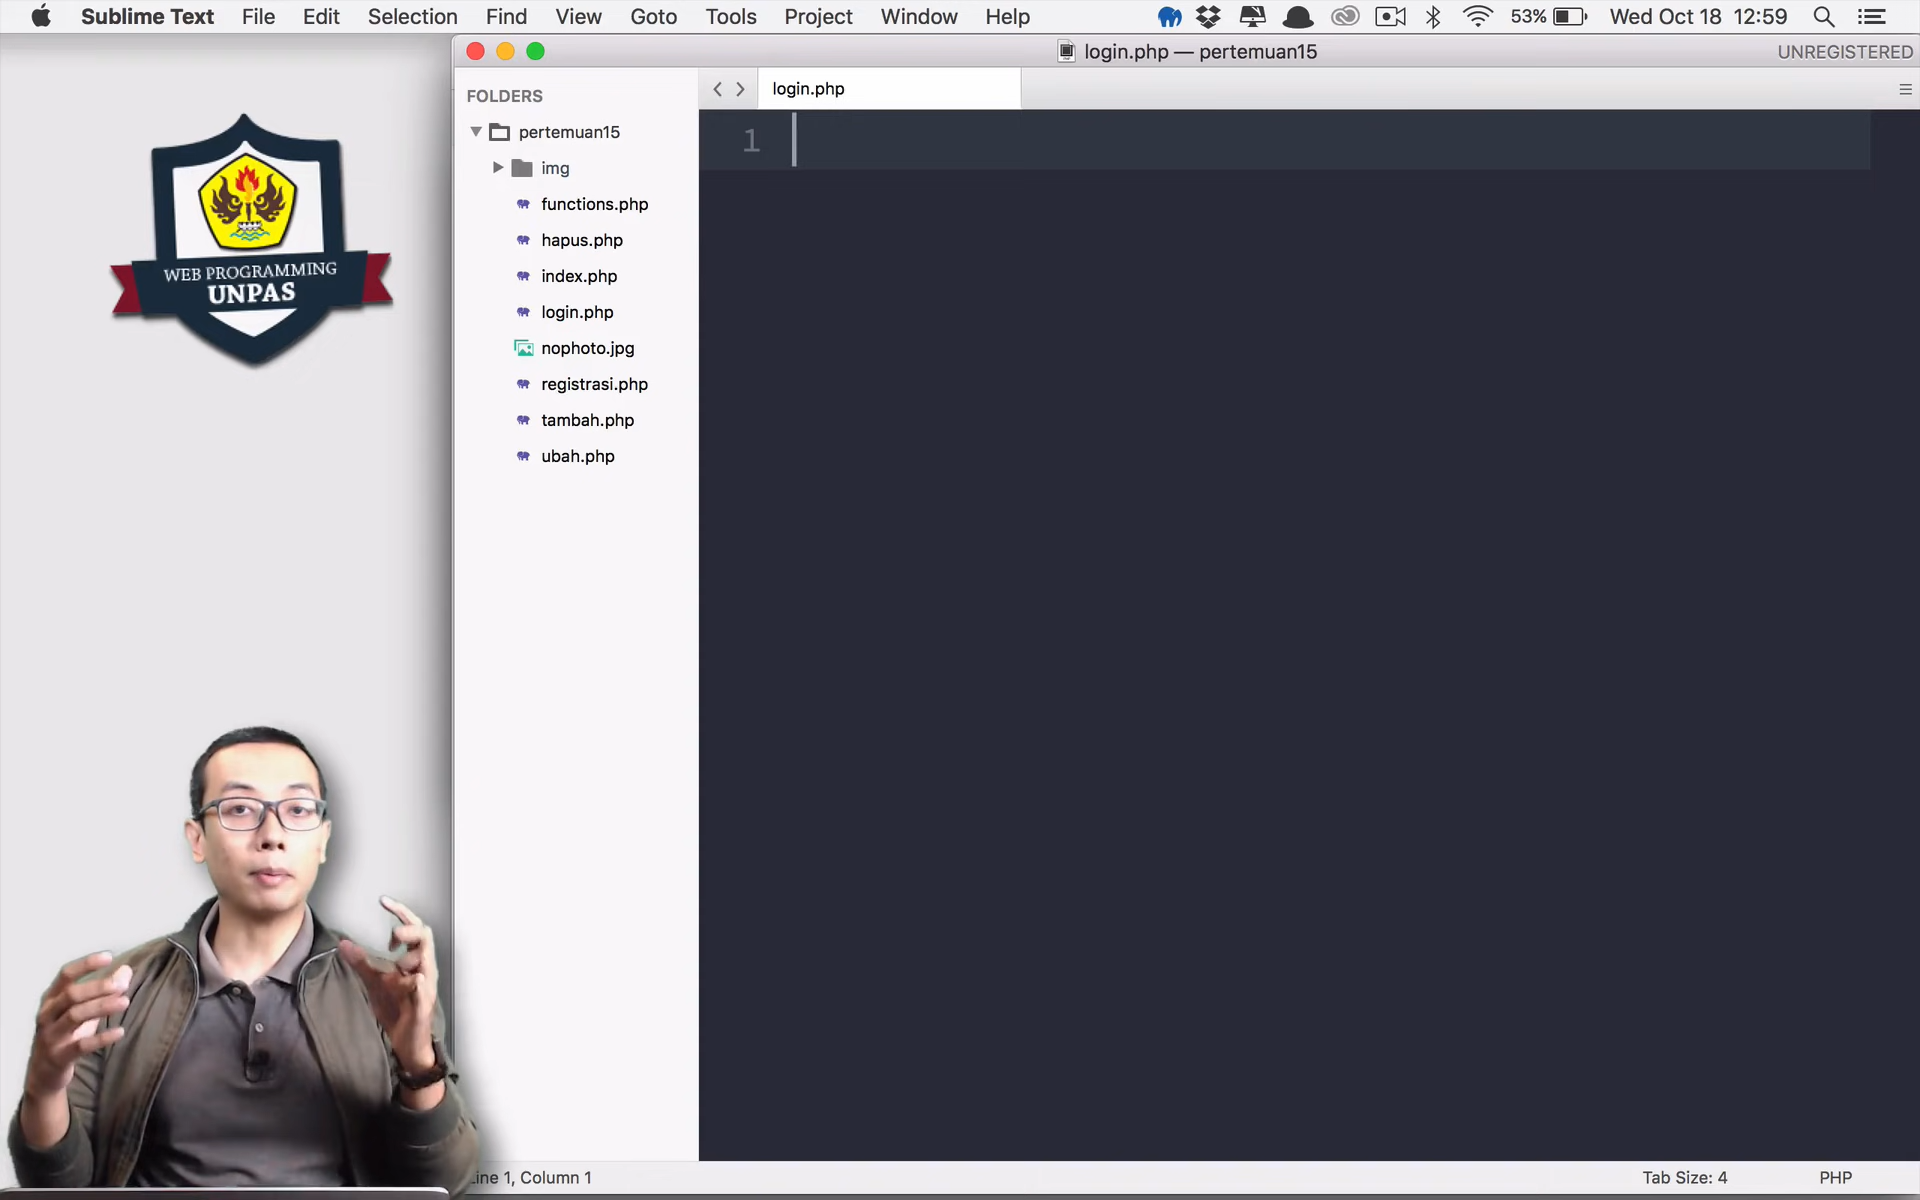 Sublime Text File Edit Selection Find View Goto Tools Project Window Help 53% Wed Oct 18 12:59
login.php — pertemuan15 UNREGISTERED
FOLDERS
pertemuan15
img
functions.php
hapus.php
index.php
login.php
nophoto.jpg
registrasi.php
tambah.php
ubah.php
login.php
1
WEB PROGRAMMING
UNPAS
ine 1, Column 1 Tab Size: 4 PHP